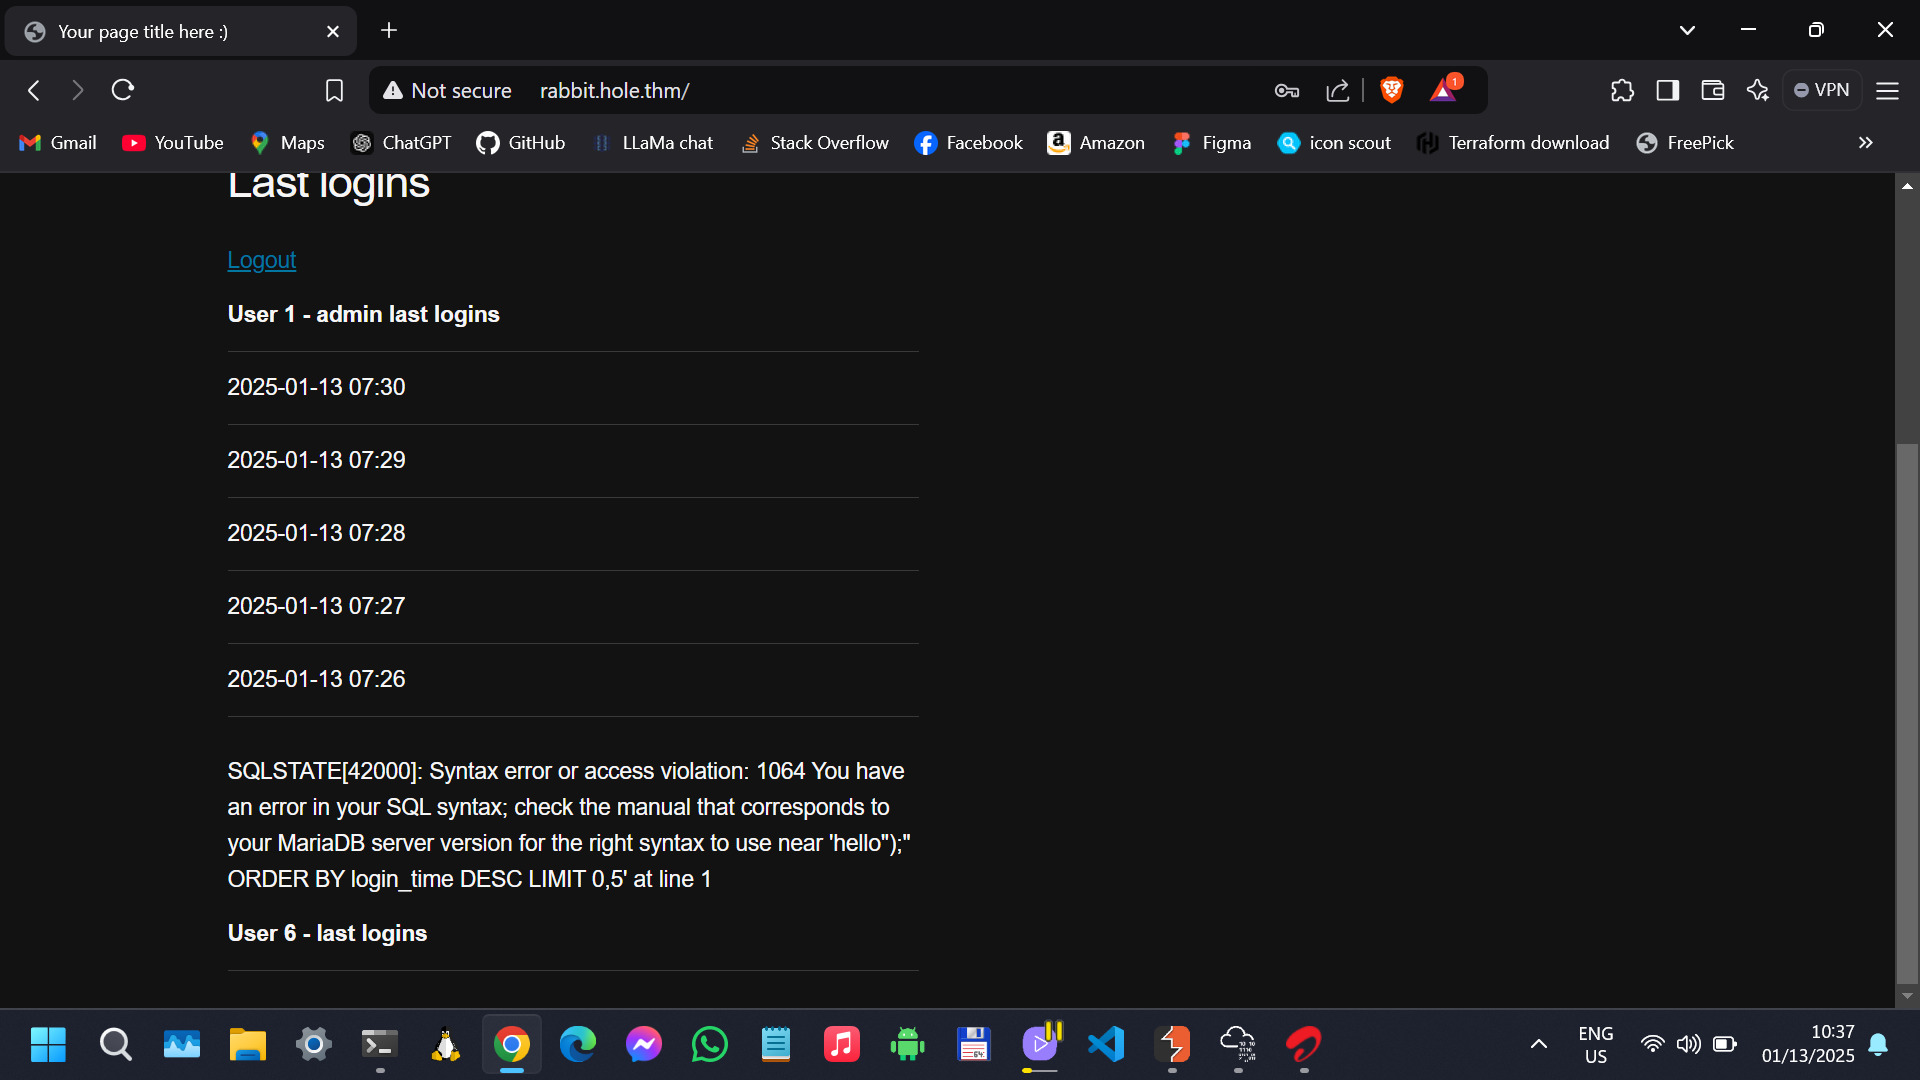 Your page title here :)
Not secure rabbit.hole.thm/
1
VPN
Gmail YouTube Maps ChatGPT GitHub LLaMa chat Stack Overflow Facebook Amazon Figma icon scout Terraform download FreePick
Last logins
Logout
User 1 - admin last logins
2025-01-13 07:30
2025-01-13 07:29
2025-01-13 07:28
2025-01-13 07:27
2025-01-13 07:26
SQLSTATE[42000]: Syntax error or access violation: 1064 You have
an error in your SQL syntax; check the manual that corresponds to
your MariaDB server version for the right syntax to use near 'hello");"
ORDER BY login_time DESC LIMIT 0,5' at line 1
User 6 - last logins
ENG
US
10:37
01/13/2025